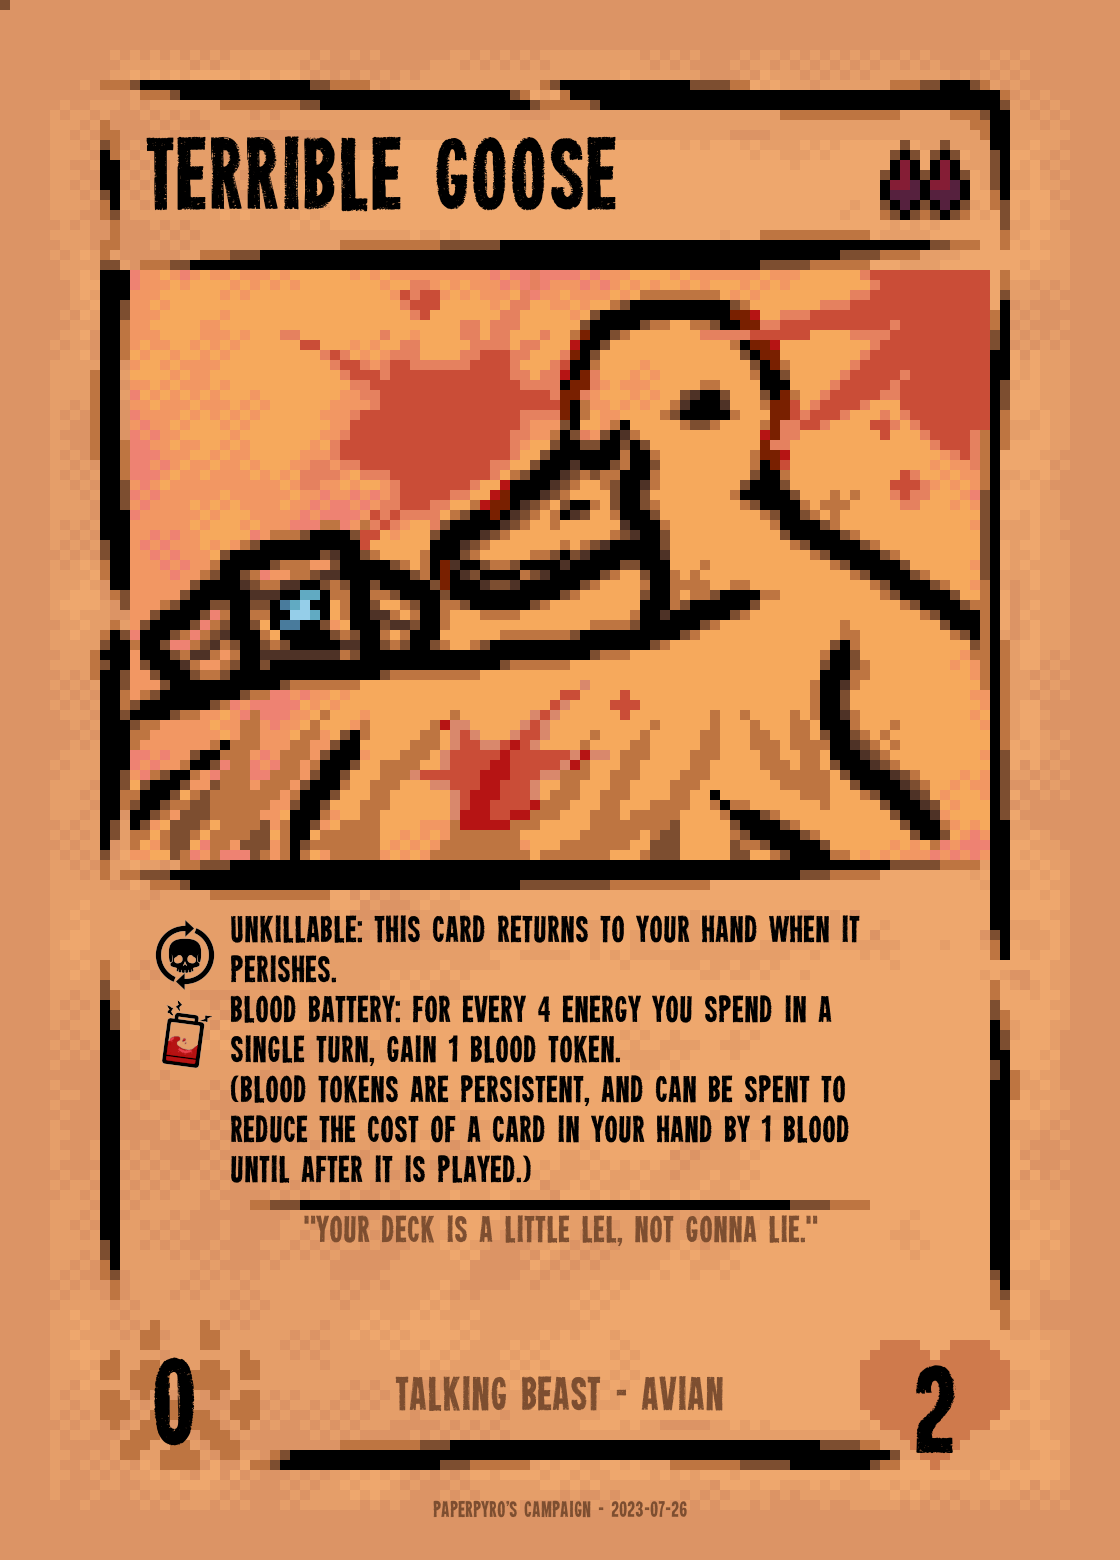 TERRIBLE GOOSE
UNKILLABLE: THIS CARD RETURNS TO YOUR HAND WHEN IT
PERISHES.
BLOOD BATTERY: FOR EVERY 4 ENERGY YOU SPEND IN A
SINGLE TURN, GAIN 1 BLOOD TOKEN.
(BLOOD TOKENS ARE PERSISTENT, AND CAN BE SPENT TO
REDUCE THE COST OF A CARD IN YOUR HAND BY 1 BLOOD
UNTIL AFTER IT IS PLAYED.)
"YOUR DECK IS A LITTLE LEL, NOT GONNA LIE."
0
TALKING BEAST - AVIAN
2
PAPERPYRO'S CAMPAIGN - 2023-07-26